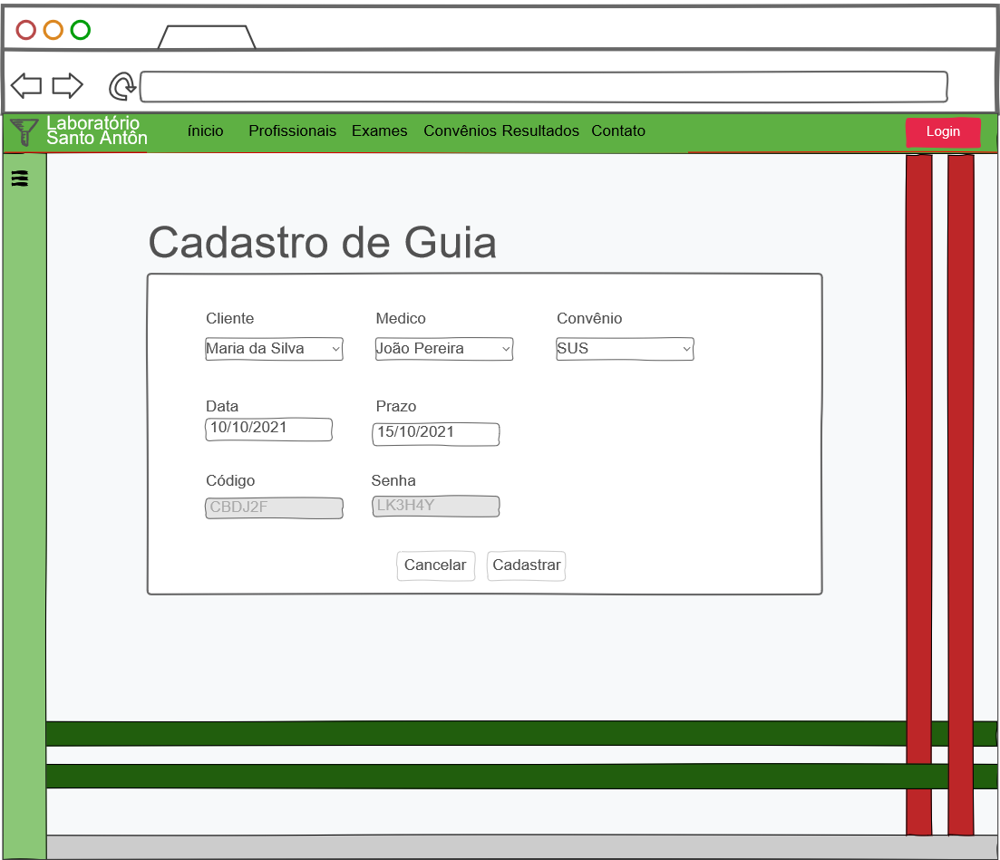 Laboratório
Santo Antôn
ínicio Profissionais Exames Convênios Resultados Contato Login
Cadastro de Guia
Cliente Medico Convênio
Maria da Silva João Pereira SUS
Data Prazo
10/10/2021 15/10/2021
Código Senha
CBDJ2F LK3H4Y
Cancelar Cadastrar